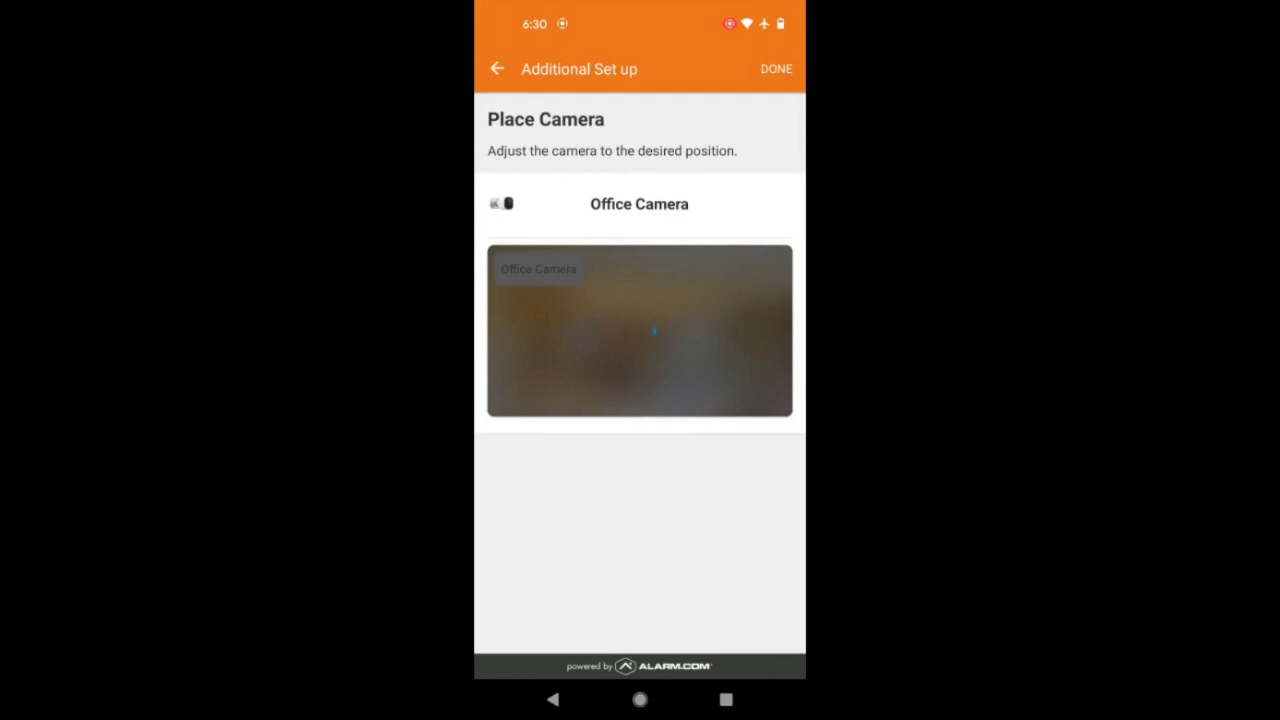 6:30
Additional Set up
DONE
Place Camera
Adjust the camera to the desired position.
Office Camera
Office Camera
powered by ALARM.COM